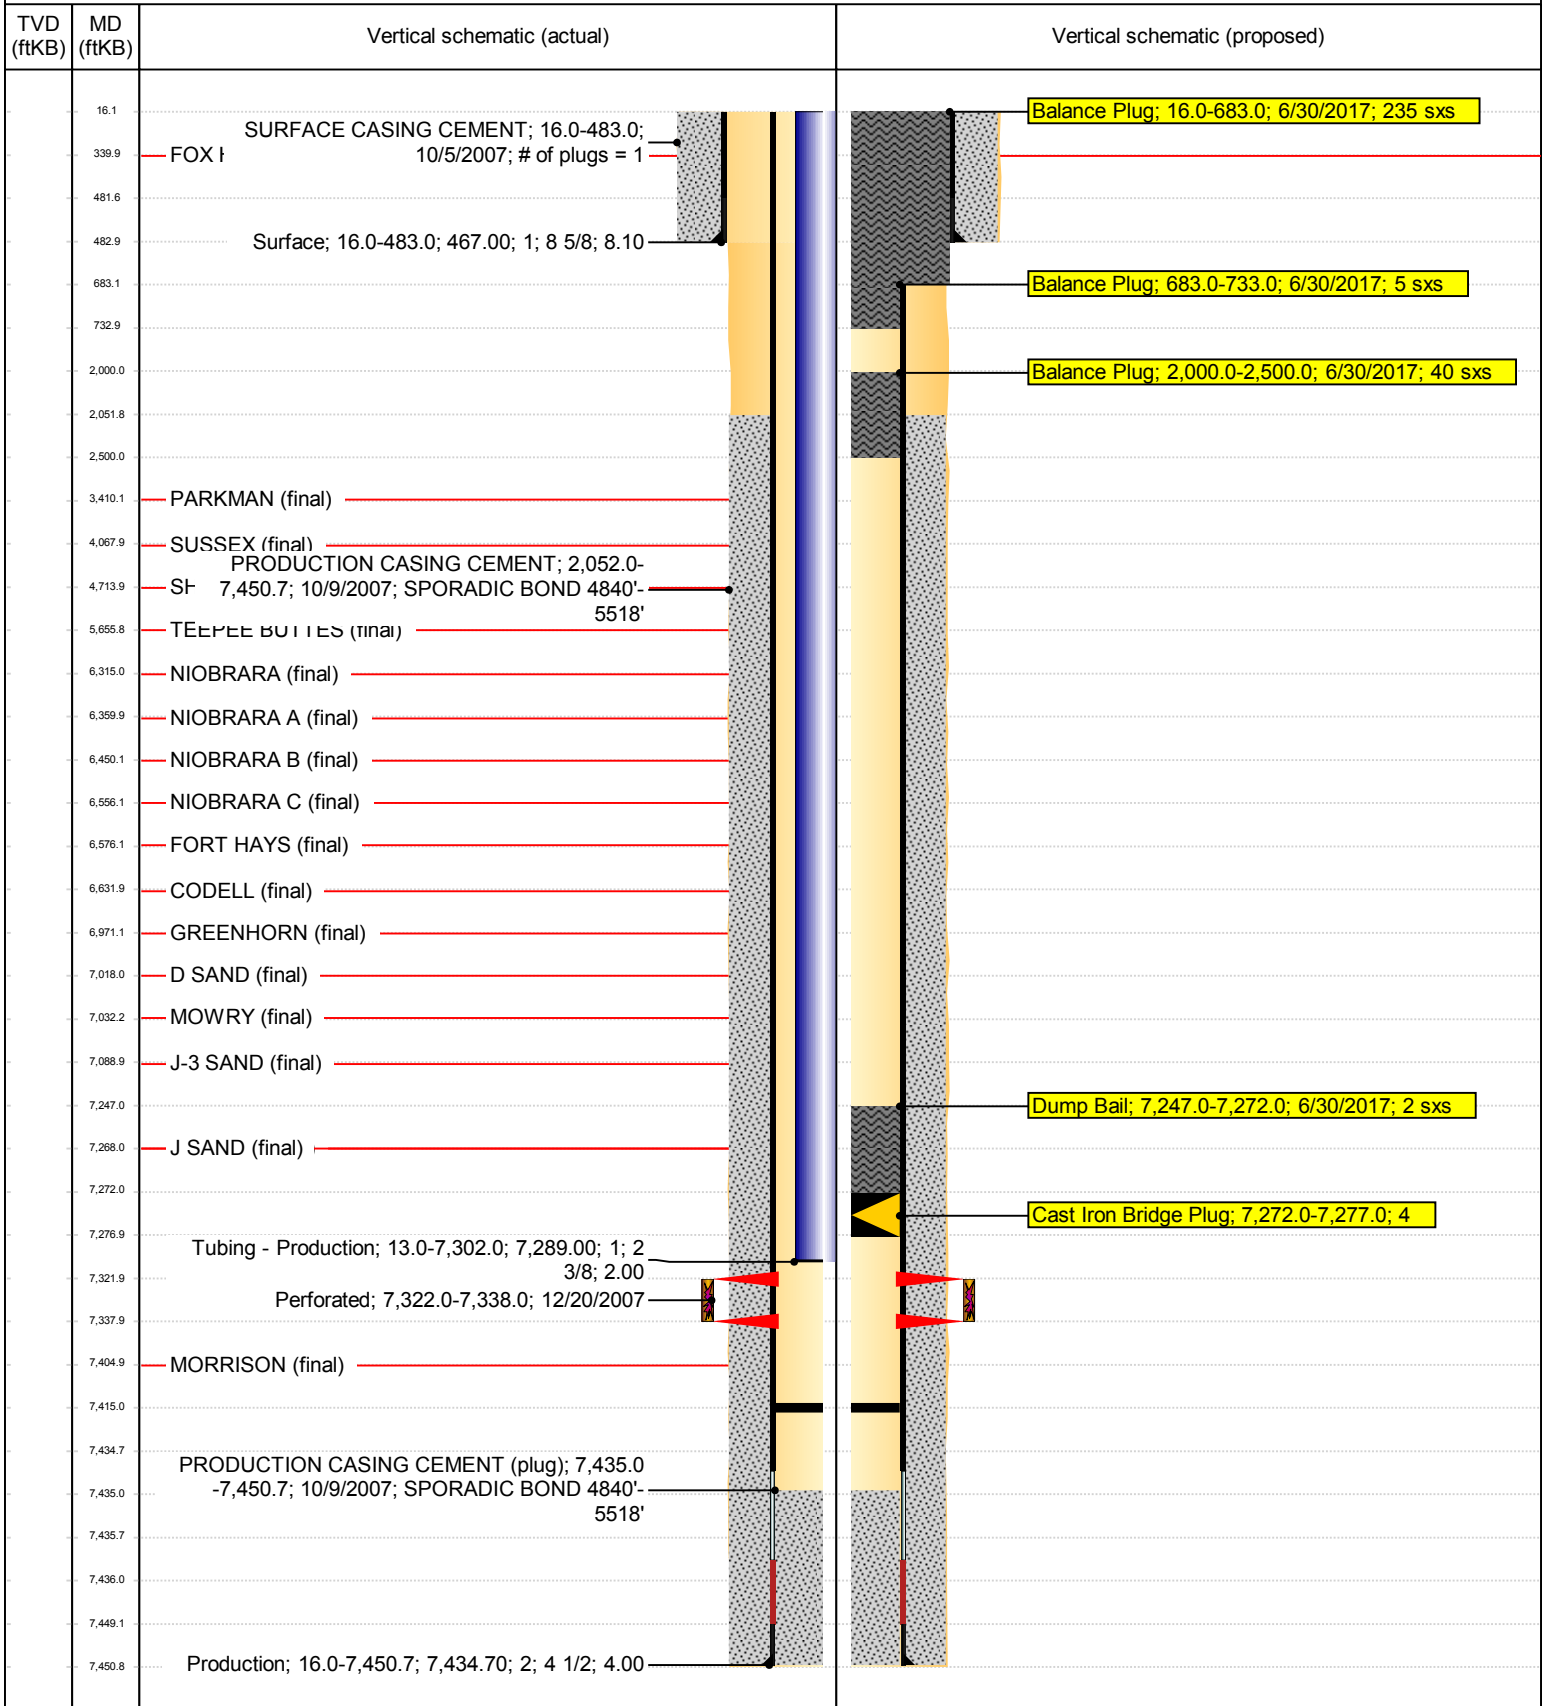 TVD (ftKB)
MD (ftKB)
Vertical schematic (actual)
Vertical schematic (proposed)
16.1
Balance Plug; 16.0-683.0; 6/30/2017; 235 sxs
SURFACE CASING CEMENT; 16.0-483.0;
10/5/2007; # of plugs = 1
339.9
FOX
481.6
482.9
Surface; 16.0-483.0; 467.00; 1; 8 5/8; 8.10
683.1
Balance Plug; 683.0-733.0; 6/30/2017; 5 sxs
732.9
2,000.0
Balance Plug; 2,000.0-2,500.0; 6/30/2017; 40 sxs
2,051.8
2,500.0
3,410.1
PARKMAN (final)
4,067.9
SUSSEX (final)
PRODUCTION CASING CEMENT; 2,052.0-
7,450.7; 10/9/2007; SPORADIC BOND 4840'-
5518'
4,713.9
SH
5,655.8
TEEPEE BUTTES (final)
6,315.0
NIOBRARA (final)
6,359.9
NIOBRARA A (final)
6,450.1
NIOBRARA B (final)
6,556.1
NIOBRARA C (final)
6,576.1
FORT HAYS (final)
6,631.9
CODELL (final)
6,971.1
GREENHORN (final)
7,018.0
D SAND (final)
7,032.2
MOWRY (final)
7,088.9
J-3 SAND (final)
7,247.0
Dump Bail; 7,247.0-7,272.0; 6/30/2017; 2 sxs
7,268.0
J SAND (final)
7,272.0
Cast Iron Bridge Plug; 7,272.0-7,277.0; 4
7,276.9
Tubing - Production; 13.0-7,302.0; 7,289.00; 1; 2
3/8; 2.00
7,321.9
Perforated; 7,322.0-7,338.0; 12/20/2007
7,337.9
7,404.9
MORRISON (final)
7,415.0
7,434.7
PRODUCTION CASING CEMENT (plug); 7,435.0
-7,450.7; 10/9/2007; SPORADIC BOND 4840'-
5518'
7,435.0
7,435.7
7,436.0
7,449.1
7,450.8
Production; 16.0-7,450.7; 7,434.70; 2; 4 1/2; 4.00